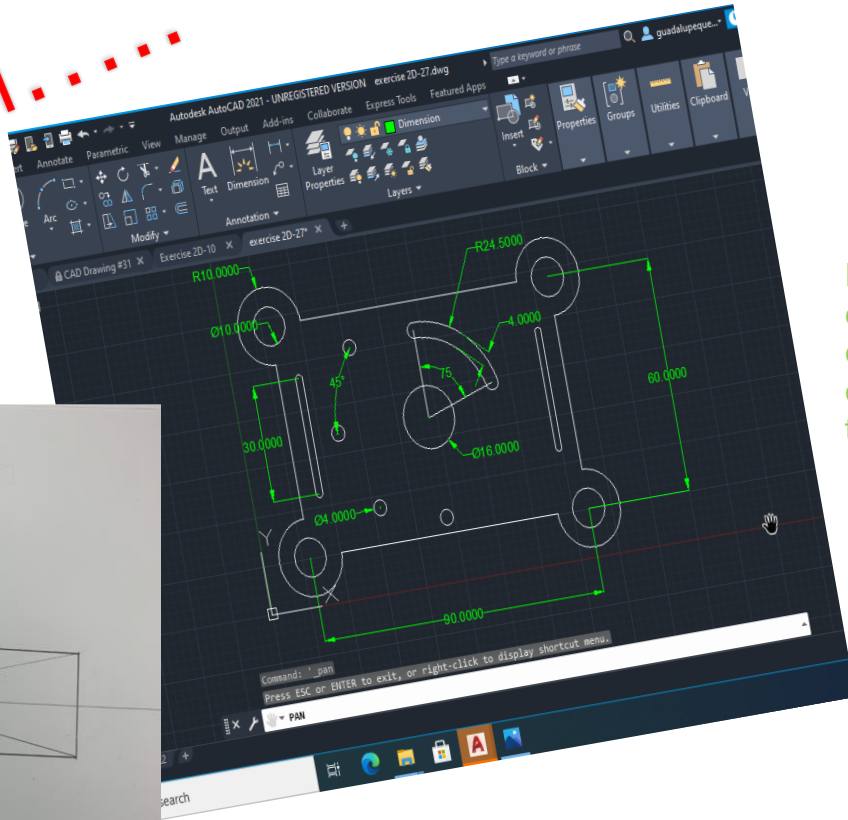 Autodesk AutoCAD 2021 - UNREGISTERED VERSION exercise 2D-27.dwg
Type a keyword or phrase
guadalupeque...
Annotate Parametric View Manage Output Add-ins Collaborate Express Tools Featured Apps
Arc
Modify
Text
Dimension
Annotation
Layer
Properties
Dimension
Layers
Insert
Block
Properties
Groups
Utilities
Clipboard
CAD Drawing #31
Exercise 2D-10
exercise 2D-27*
R10.0000
R24.5000
Ø10.0000
4.0000
45°
75
60.0000
30.0000
Ø16.0000
Ø4.0000
Y
X
90.0000
Command: '_pan
Press ESC or ENTER to exit, or right-click to display shortcut menu.
PAN